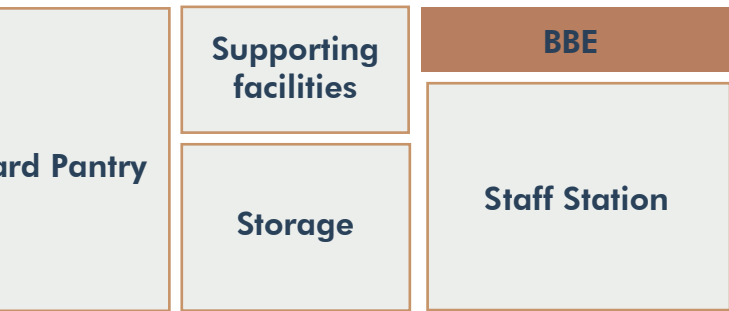 Supporting
facilities
BBE
ard Pantry
Staff Station
Storage